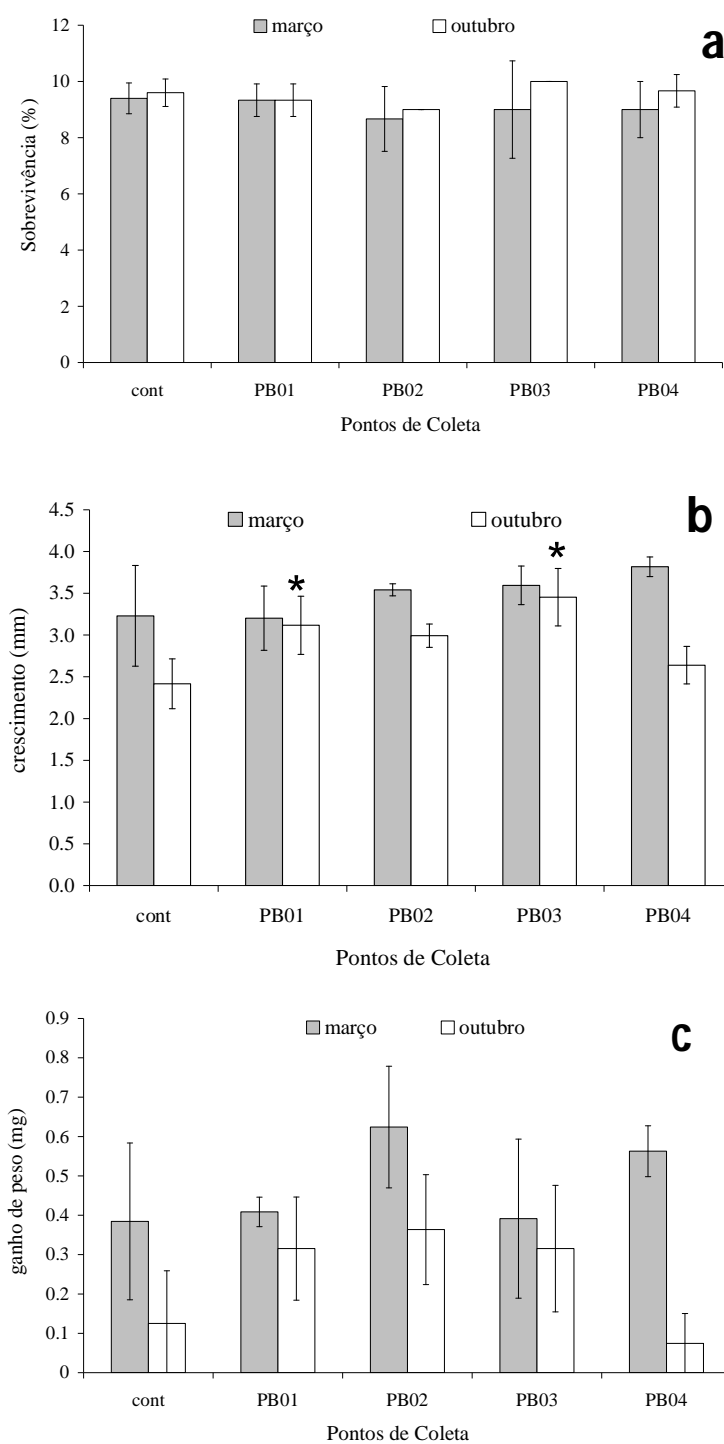 março outubro a
12
10
8
6
4
2
0
Sobrevivência (%)
cont PB01 PB02 PB03 PB04
Pontos de Coleta
março outubro b
4.5
4.0
3.5
3.0
2.5
2.0
1.5
1.0
0.5
0.0
crescimento (mm)
* *
cont PB01 PB02 PB03 PB04
Pontos de Coleta
março outubro c
0.9
0.8
0.7
0.6
0.5
0.4
0.3
0.2
0.1
0
ganho de peso (mg)
cont PB01 PB02 PB03 PB04
Pontos de Coleta